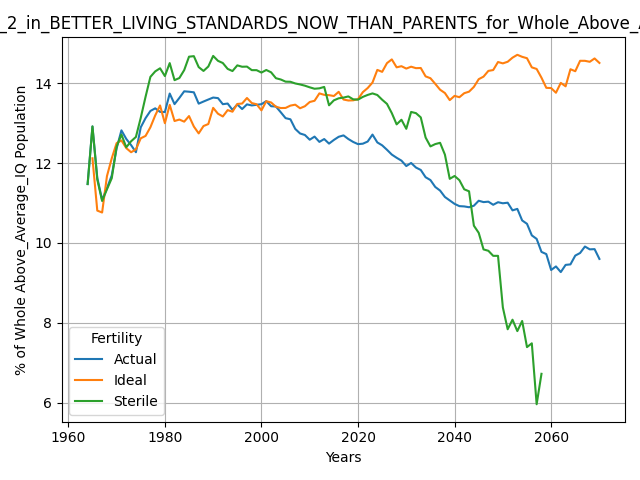 _2_in_BETTER_LIVING_STANDARDS_NOW_THAN_PARENTS_for_Whole_Above_
% of Whole Above_Average_IQ Population
14
12
10
8
6
Fertility
Actual
Ideal
Sterile
1960
1980
2000
2020
2040
2060
Years